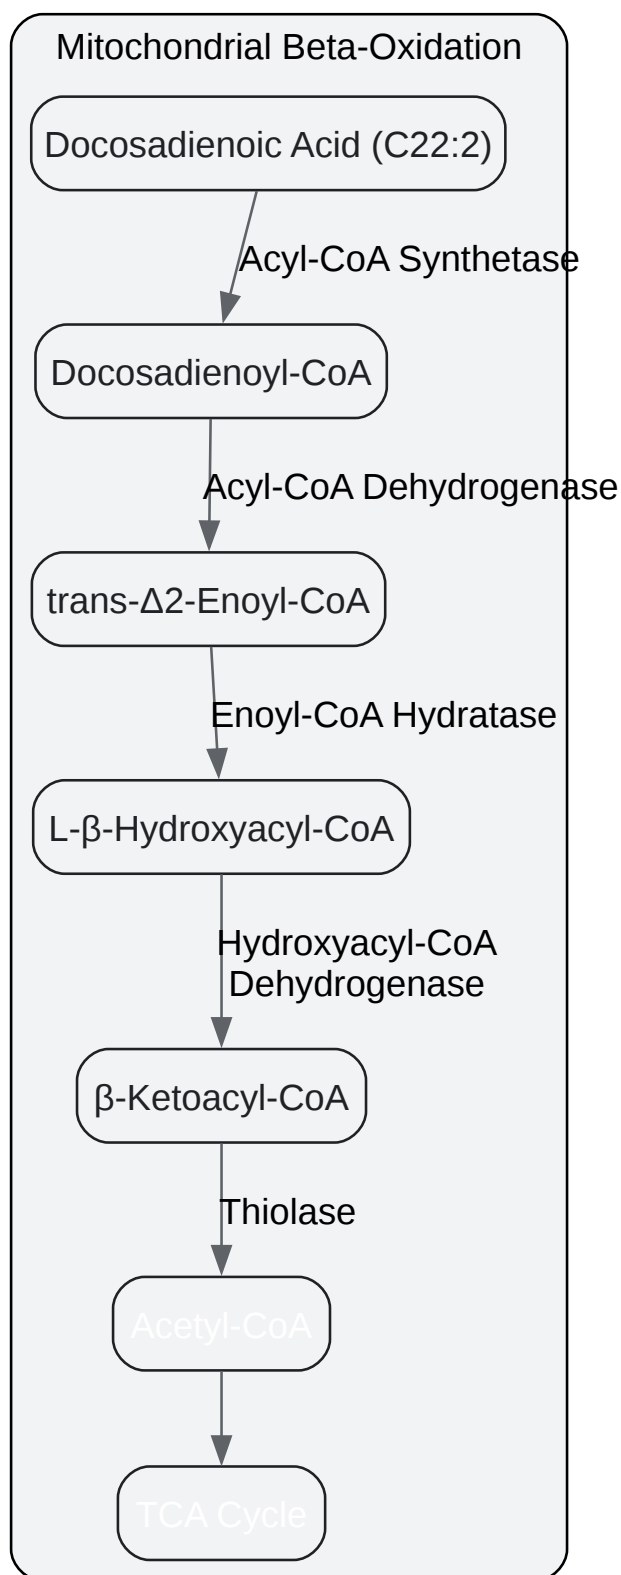 Mitochondrial Beta-Oxidation
Docosadienoic Acid (C22:2)
Acyl-CoA Synthetase
Docosadienoyl-CoA
Acyl-CoA Dehydrogenase
trans-Δ2-Enoyl-CoA
Enoyl-CoA Hydratase
L-β-Hydroxyacyl-CoA
Hydroxyacyl-CoA
Dehydrogenase
β-Ketoacyl-CoA
Thiolase
Acetyl-CoA
TCA Cycle